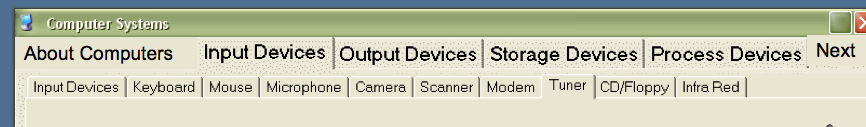 Computer Systems
About Computers Input Devices Output Devices Storage Devices Process Devices Next
Input Devices Keyboard Mouse Microphone Camera Scanner Modem Tuner CD/Floppy Infra Red